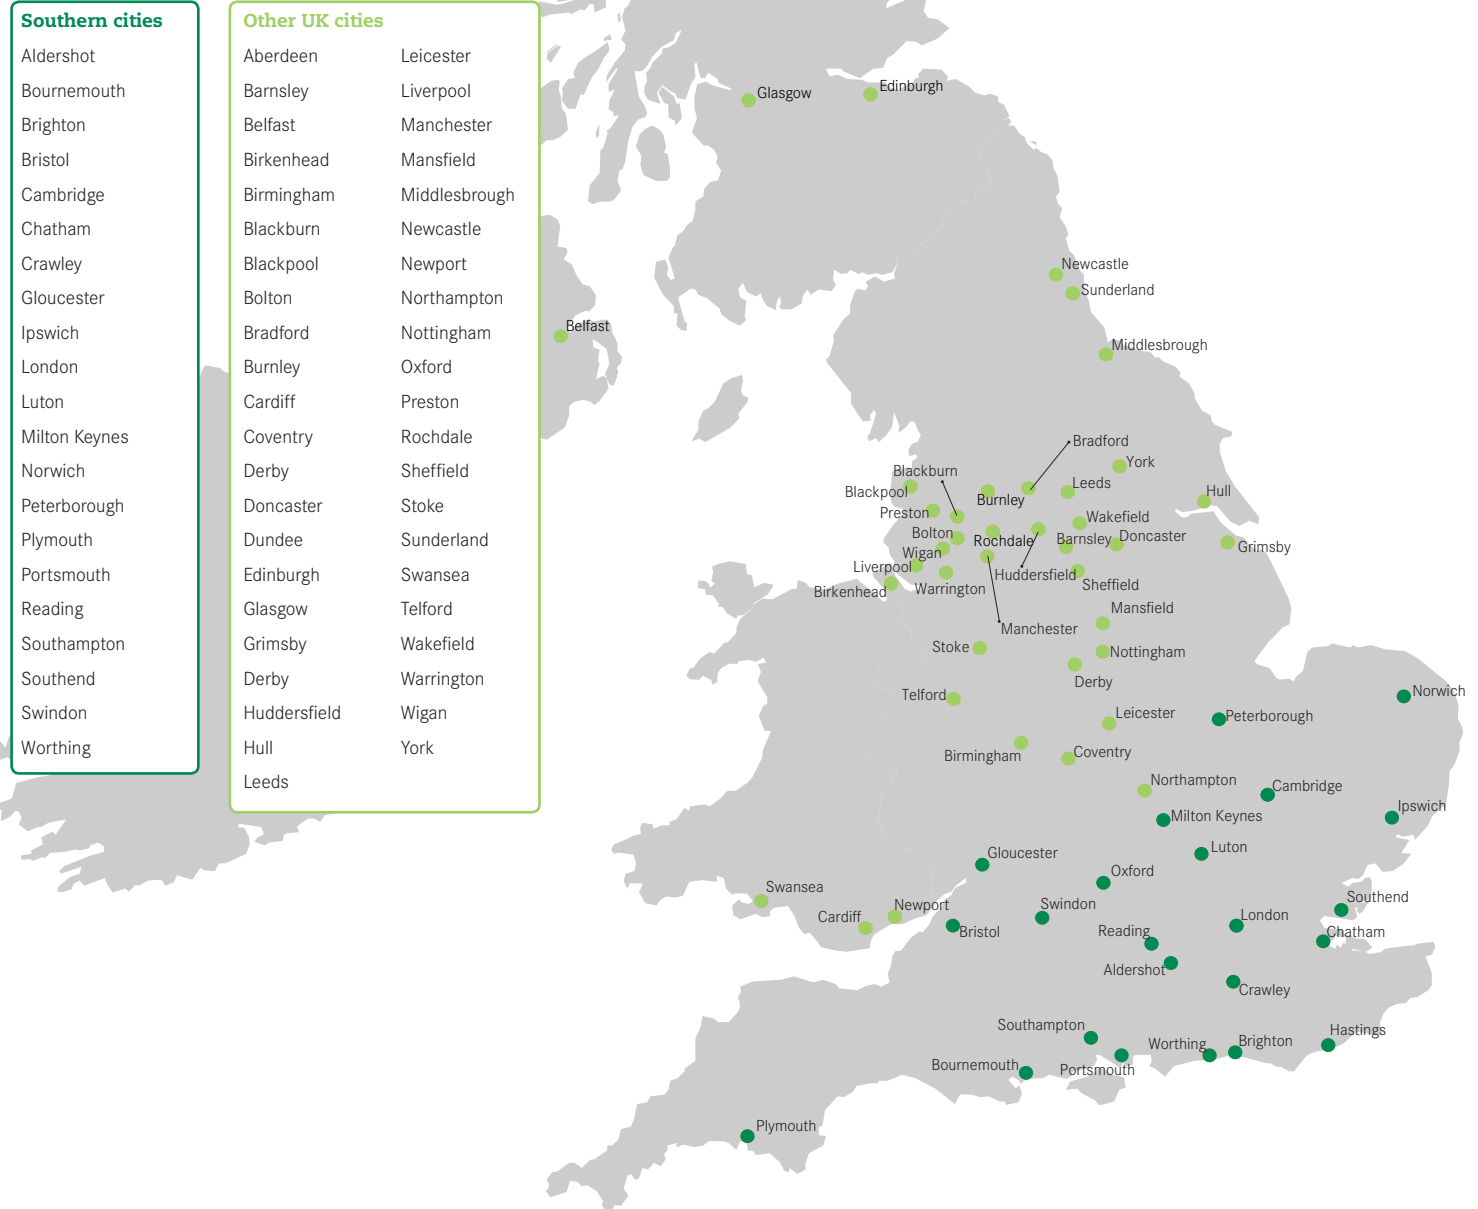 Southern cities
Aldershot
Bournemouth
Brighton
Bristol
Cambridge
Chatham
Crawley
Gloucester
Ipswich
London
Luton
Milton Keynes
Norwich
Peterborough
Plymouth
Portsmouth
Reading
Southampton
Southend
Swindon
Worthing
Other UK cities
Aberdeen
Barnsley
Belfast
Birkenhead
Birmingham
Blackburn
Blackpool
Bolton
Bradford
Burnley
Cardiff
Coventry
Derby
Doncaster
Dundee
Edinburgh
Glasgow
Grimsby
Derby
Huddersfield
Hull
Leeds
Leicester
Liverpool
Manchester
Mansfield
Middlesbrough
Newcastle
Newport
Northampton
Nottingham
Oxford
Preston
Rochdale
Sheffield
Stoke
Sunderland
Swansea
Telford
Wakefield
Warrington
Wigan
York
Glasgow
Edinburgh
Newcastle
Sunderland
Belfast
Middlesbrough
Bradford
York
Blackburn
Leeds
Blackpool
Hull
Burnley
Preston
Wakefield
Bolton
Rochdale
Barnsley
Doncaster
Grimsby
Wigan
Liverpool
Huddersfield
Sheffield
Birkenhead
Warrington
Mansfield
Manchester
Stoke
Nottingham
Derby
Norwich
Telford
Leicester
Peterborough
Birmingham
Coventry
Northampton
Cambridge
Ipswich
Milton Keynes
Luton
Gloucester
Oxford
Swansea
Southend
Newport
Swindon
Cardiff
London
Bristol
Reading
Chatham
Aldershot
Crawley
Southampton
Hastings
Worthing
Brighton
Bournemouth
Portsmouth
Plymouth